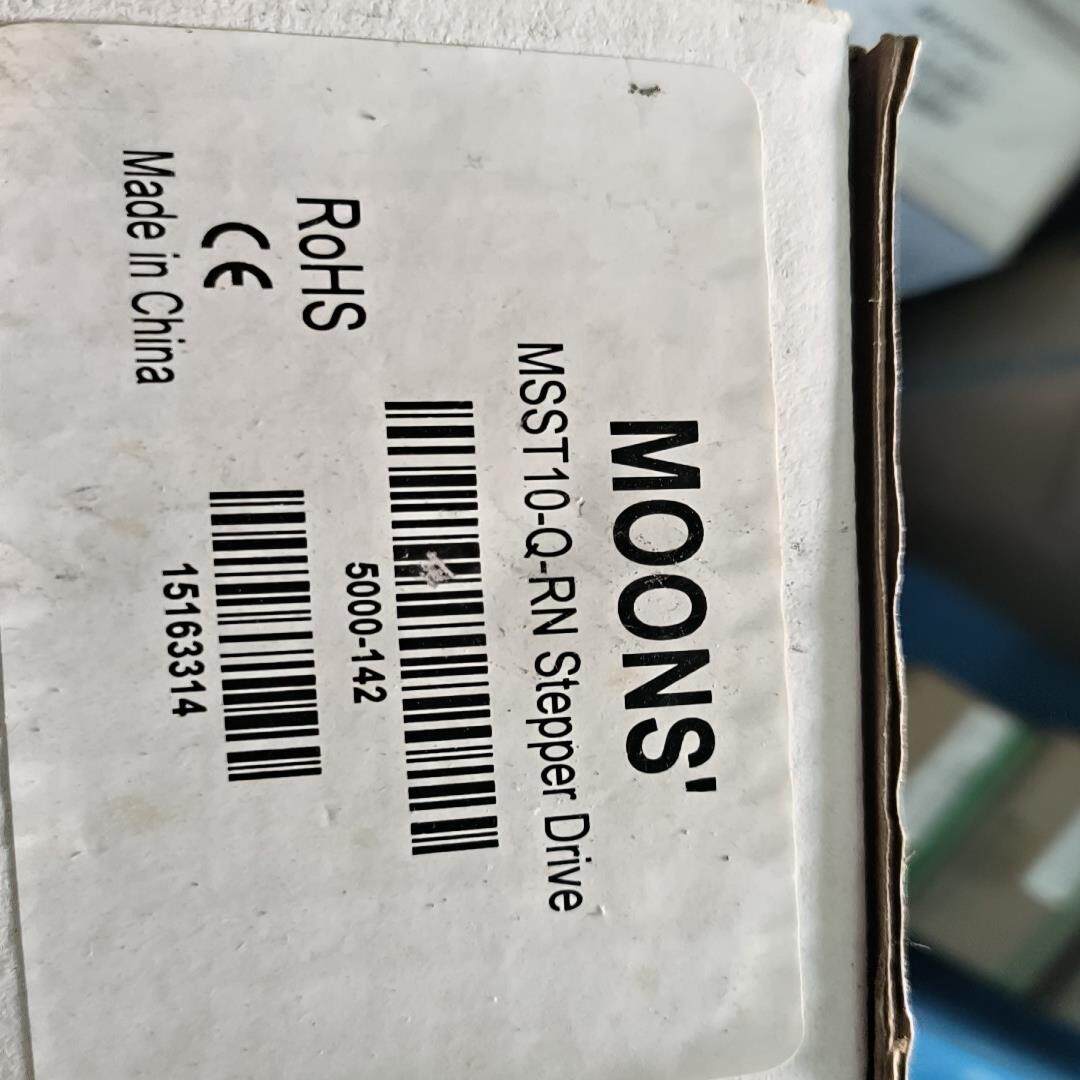 MOONS'
MSST10-Q-RN Stepper Drive
5000-142
RoHS
CE
15163314
Made in China